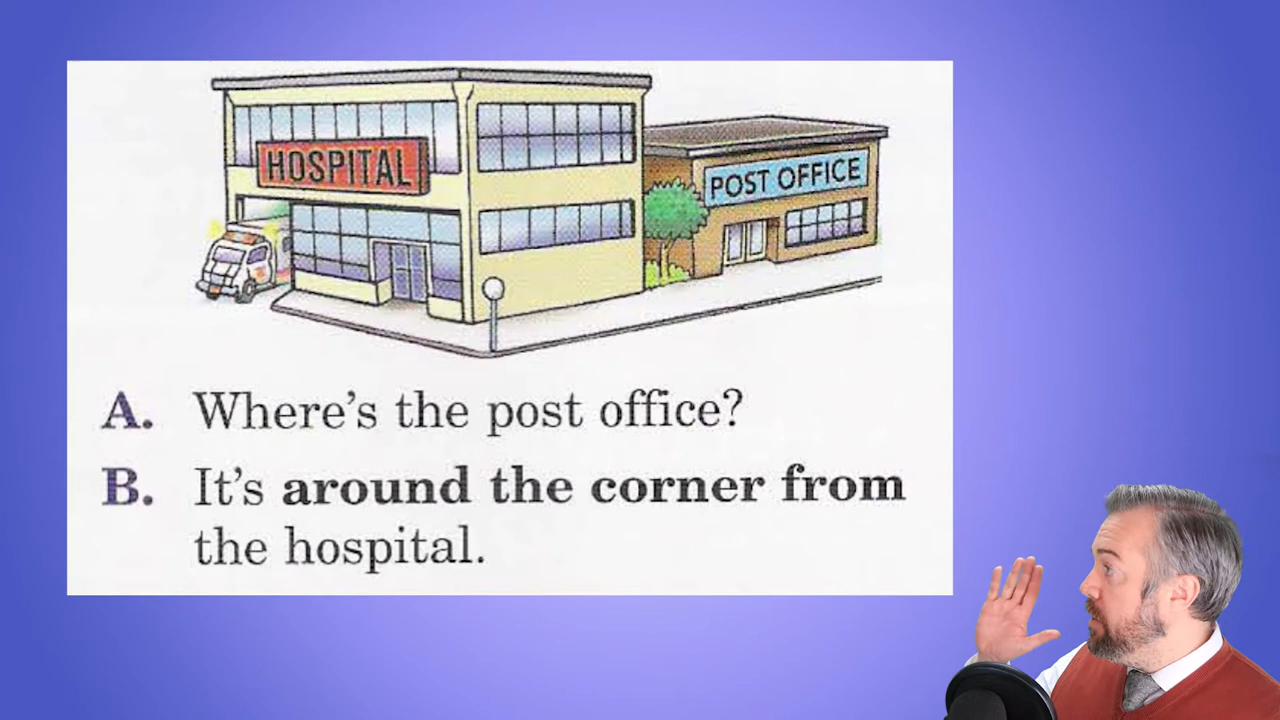 HOSPITAL
POST OFFICE
A. Where's the post office?
B. It's around the corner from
the hospital.